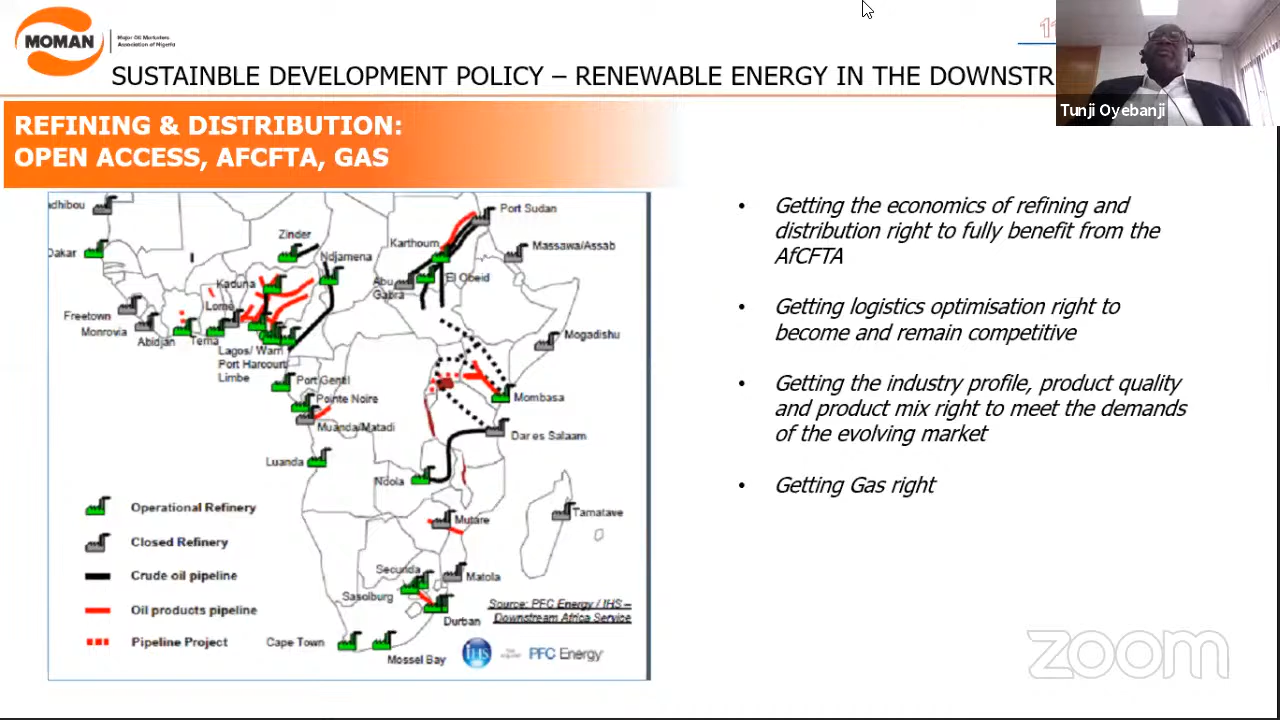 MOMAN
Major Oil Marketers
Association of Nigeria
11
SUSTAINBLE DEVELOPMENT POLICY – RENEWABLE ENERGY IN THE DOWNSTR
Tunji Oyebanji
REFINING & DISTRIBUTION:
OPEN ACCESS, AFCFTA, GAS
• Getting the economics of refining and
distribution right to fully benefit from the
AfCFTA
• Getting logistics optimisation right to
become and remain competitive
• Getting the industry profile, product quality
and product mix right to meet the demands
of the evolving market
• Getting Gas right
dhibou
Dakar
Zinder
Ndjamena
Karthoum
Port Sudan
Massawa/Assab
Abu
Gabra
El Obeid
Kaduna
Lome
Freetown
Monrovia
Abidjan
Tema
Lagos/ Warri
Port Harcourt
Limbe
Mogadishu
Port Gentil
Pointe Noire
Muanda/Matadi
Mombasa
Dar es Salaam
Luanda
Ndola
Mutare
Tamatave
Secunda
Matola
Sasolburg
Durban
Cape Town
Mossel Bay
Operational Refinery
Closed Refinery
Crude oil pipeline
Oil products pipeline
Pipeline Project
Source: PFC Energy / IHS –
Downstream Africa Service
IHS
PFC Energy
zoom